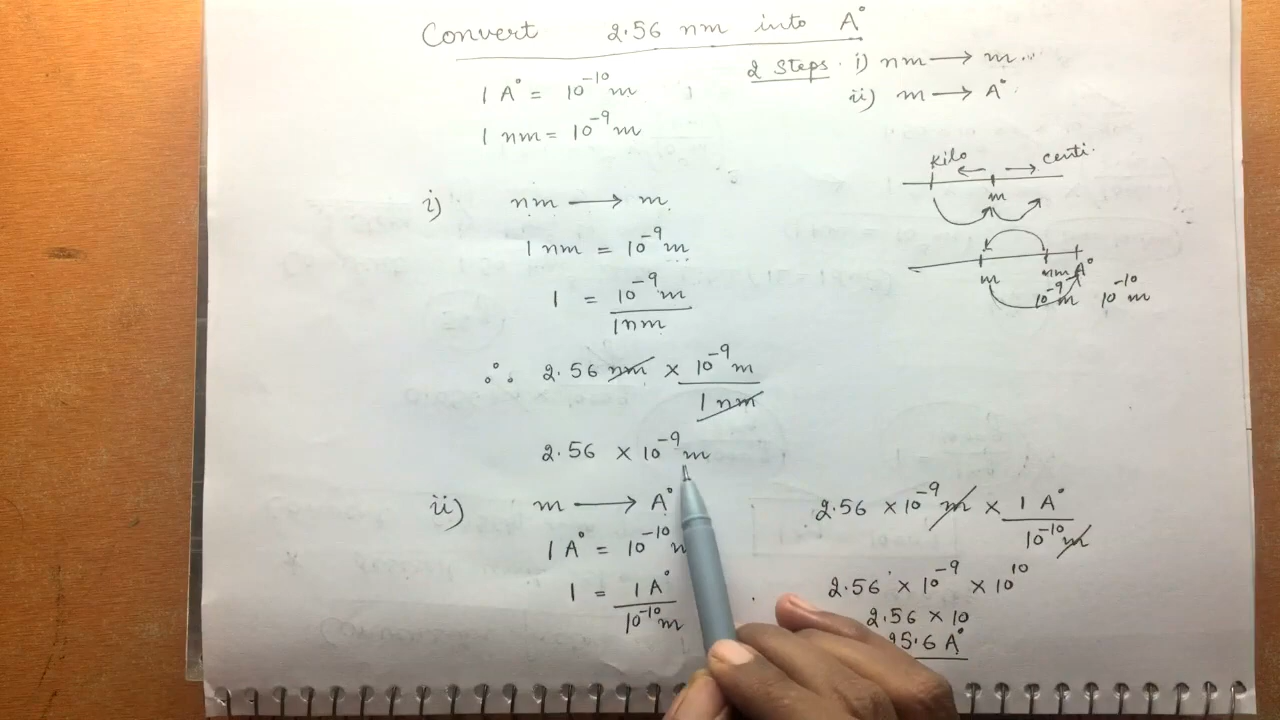 Convert 2.56 nm into A°
2 Steps. i) nm → m..
ii) m → A°
1 A° = 10⁻¹⁰ m
1 nm = 10⁻⁹ m
Kilo ← → centi.
m
m nm A°
10⁻⁹ m 10⁻¹⁰ m
i) nm → m
1 nm = 10⁻⁹ m
1 = 10⁻⁹ m
1 nm
∴ 2.56 nm × 10⁻⁹ m
1 nm
2.56 × 10⁻⁹ m
ii) m → A°
1 A° = 10⁻¹⁰
1 = 1 A°
10⁻¹⁰ m
2.56 × 10⁻⁹ m × 1 A°
10⁻¹⁰ m
2.56 × 10⁻⁹ × 10¹⁰
2.56 × 10
5.6 A°